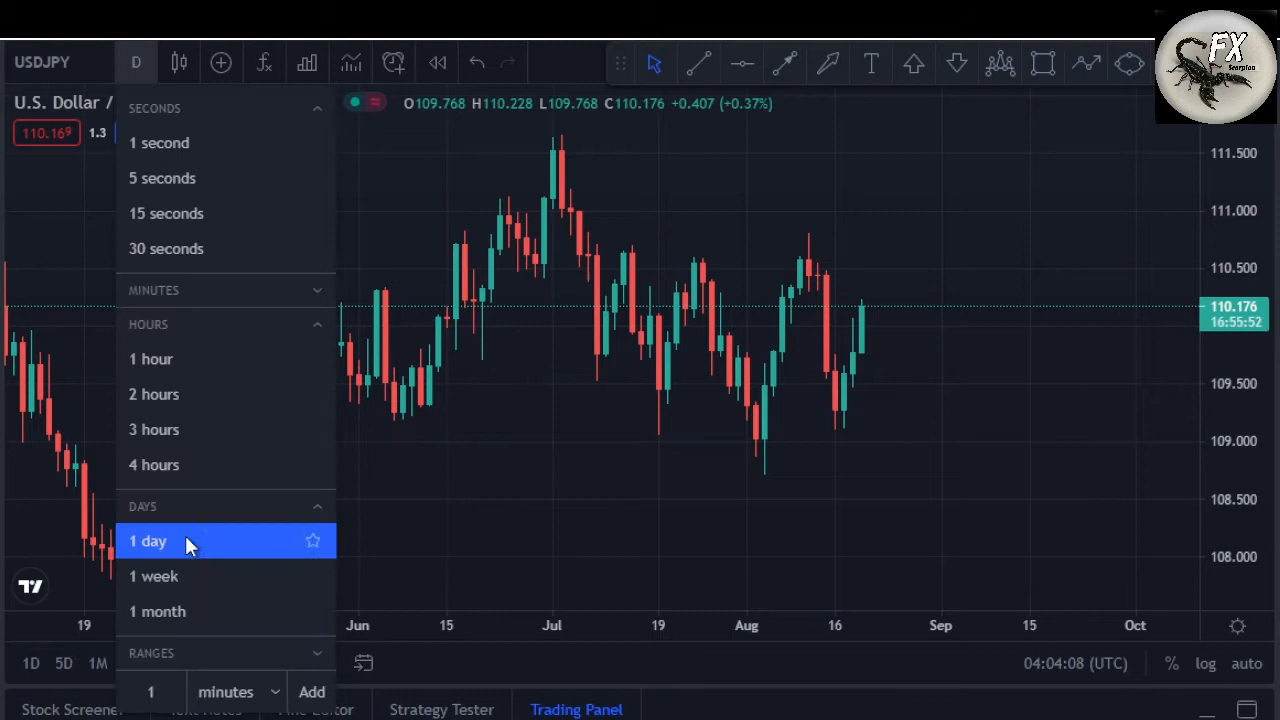 FX
Scorpion
USDJPY
D
T
U.S. Dollar /
O109.768 H110.228 L109.768 C110.176 +0.407 (+0.37%)
110.169
1.3
SECONDS
1 second
5 seconds
15 seconds
30 seconds
MINUTES
HOURS
1 hour
2 hours
3 hours
4 hours
DAYS
1 day
1 week
1 month
RANGES
1 minutes Add
111.500
111.000
110.500
110.176
16:55:52
109.500
109.000
108.500
108.000
19 Jun 15 Jul 19 Aug 16 Sep 15 Oct
1D 5D 1M
04:04:08 (UTC) % log auto
Stock Screener
Strategy Tester
Trading Panel